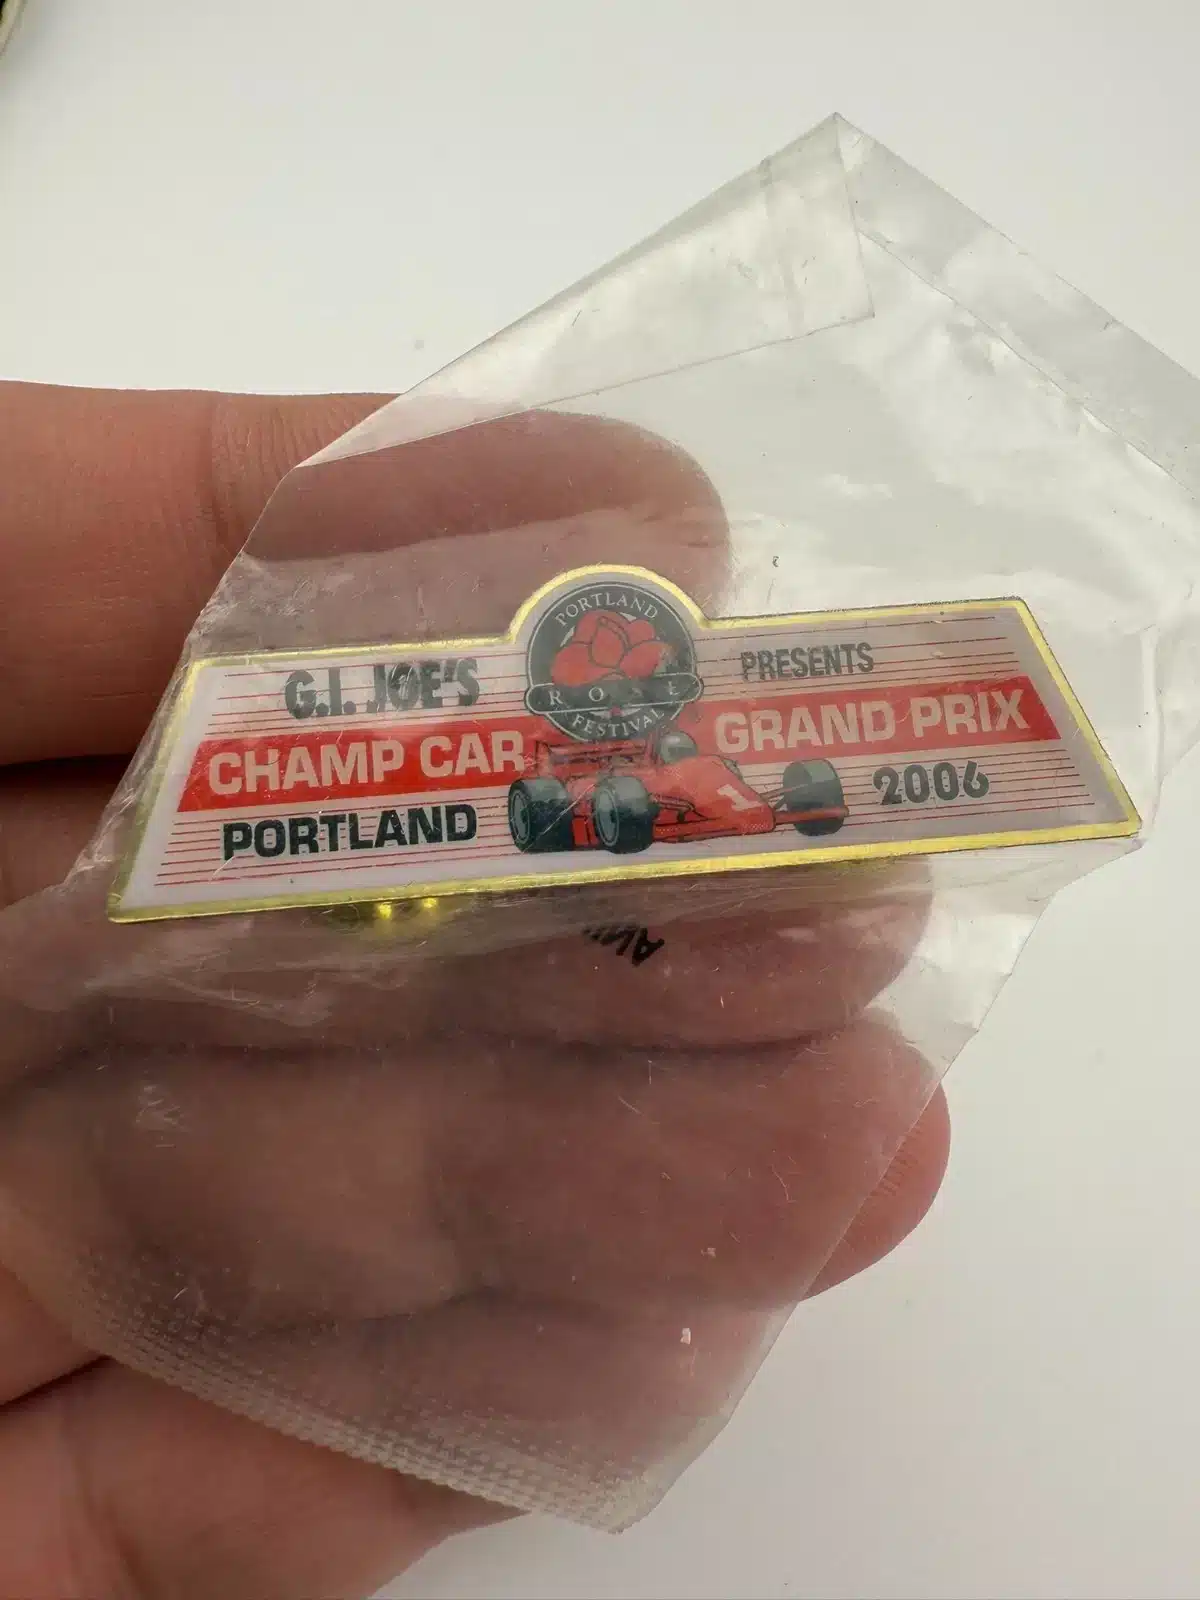 G.I. JOE'S
PRESENTS
PORTLAND
ROSE
FESTIVAL
CHAMP CAR
GRAND PRIX
PORTLAND
2006
1